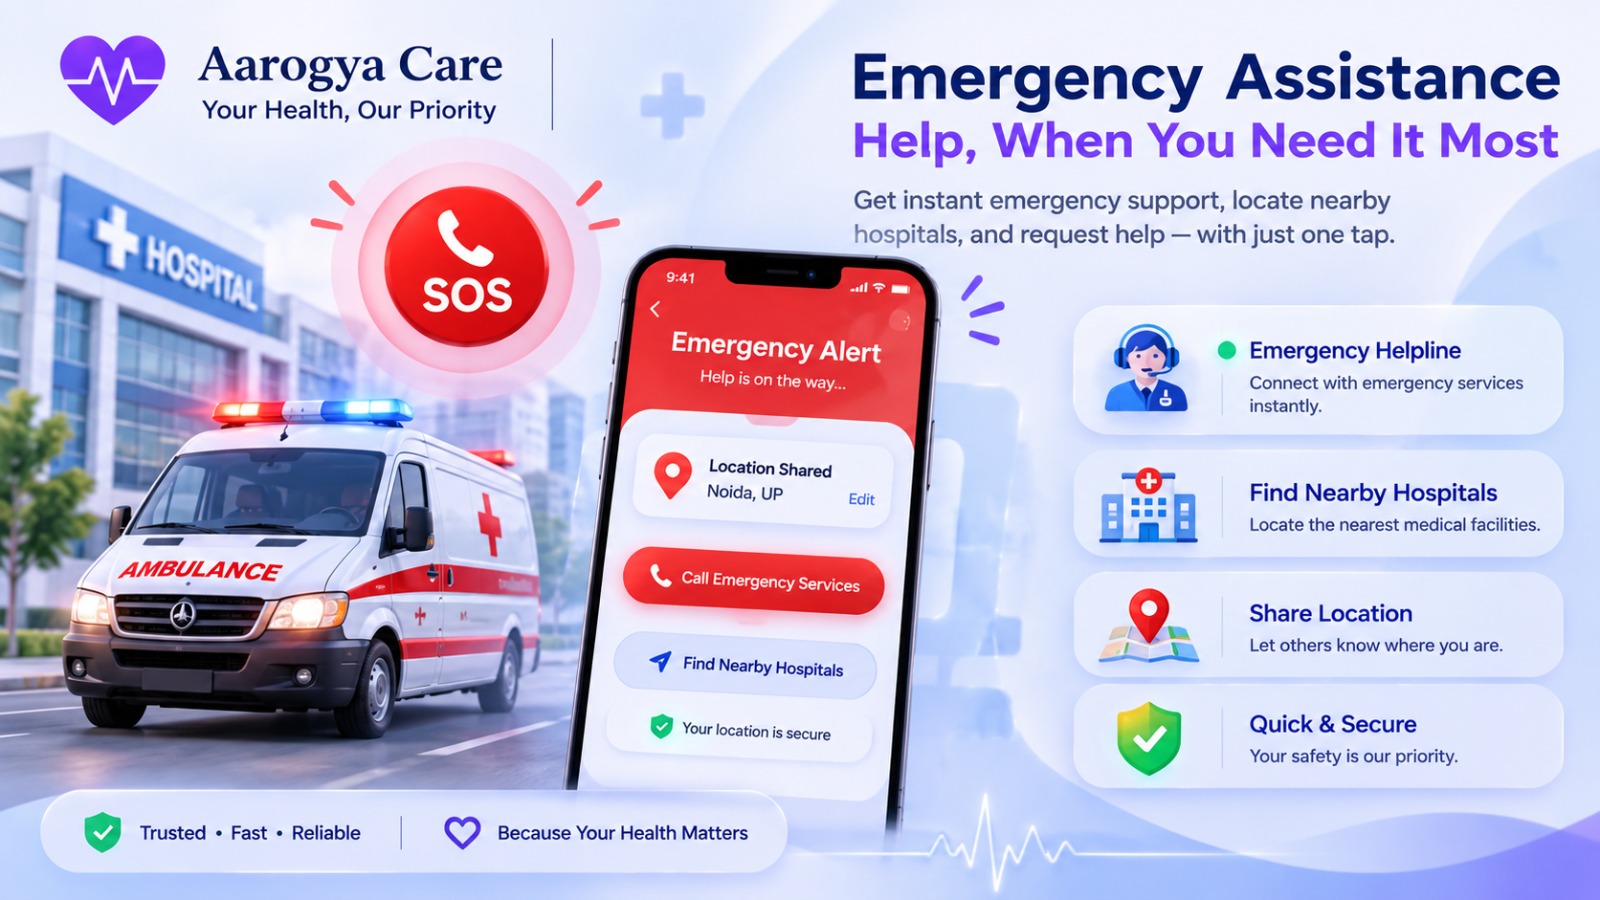 Aarogya Care
Your Health, Our Priority
Emergency Assistance
Help, When You Need It Most
Get instant emergency support, locate nearby
hospitals, and request help — with just one tap.
HOSPITAL
SOS
AMBULANCE
9:41
Emergency Alert
Help is on the way...
Location Shared
Noida, UP
Edit
Call Emergency Services
Find Nearby Hospitals
Your location is secure
Emergency Helpline
Connect with emergency services
instantly.
Find Nearby Hospitals
Locate the nearest medical facilities.
Share Location
Let others know where you are.
Quick & Secure
Your safety is our priority.
Trusted • Fast • Reliable
Because Your Health Matters